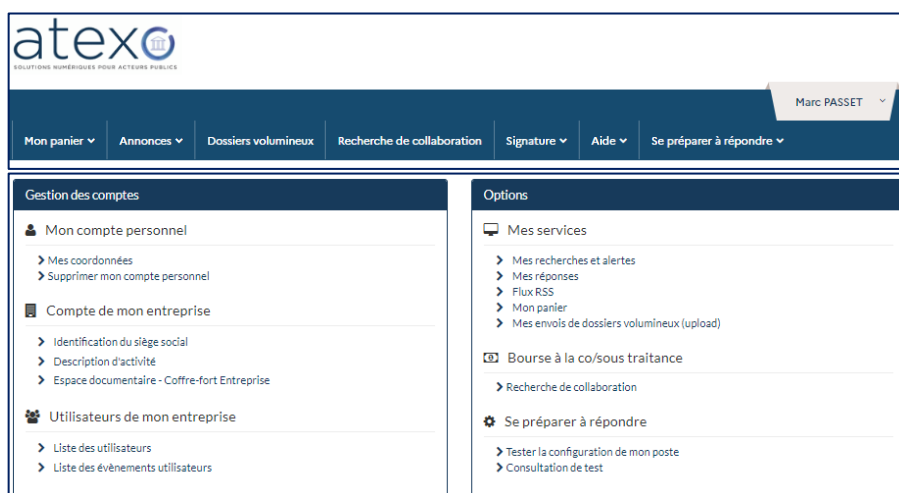 atexo
SOLUTIONS NUMÉRIQUES POUR ACTEURS PUBLICS
Marc PASSET
Mon panier Annonces Dossiers volumineux Recherche de collaboration Signature Aide Se préparer à répondre
Gestion des comptes
Mon compte personnel
Mes coordonnées
Supprimer mon compte personnel
Compte de mon entreprise
Identification du siège social
Description d'activité
Espace documentaire - Coffre-fort Entreprise
Utilisateurs de mon entreprise
Liste des utilisateurs
Liste des évènements utilisateurs
Options
Mes services
Mes recherches et alertes
Mes réponses
Flux RSS
Mon panier
Mes envois de dossiers volumineux (upload)
Bourse à la co/sous traitance
Recherche de collaboration
Se préparer à répondre
Tester la configuration de mon poste
Consultation de test